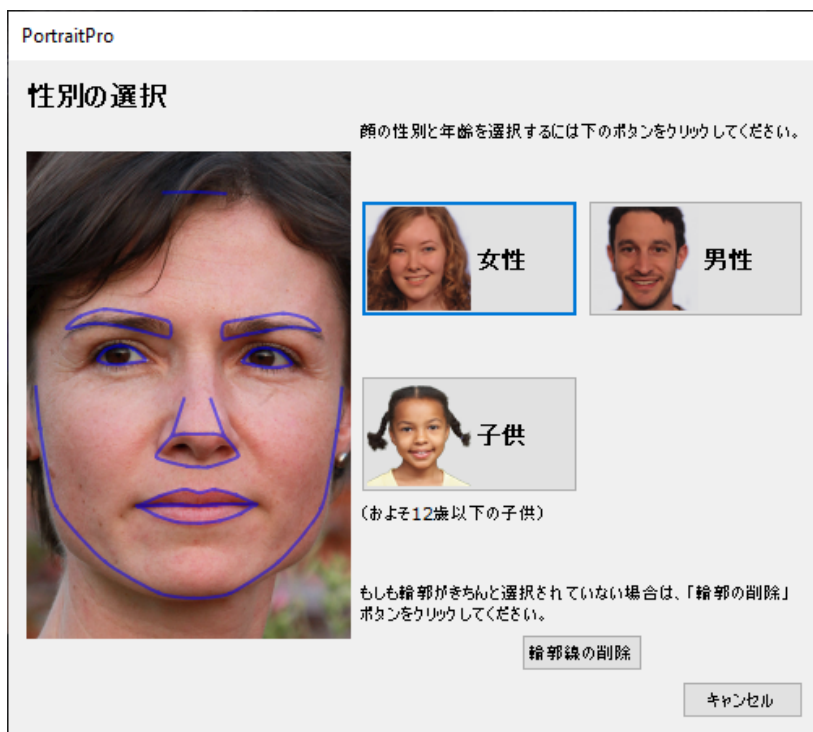 PortraitPro
性別の選択
顔の性別と年齢を選択するには下のボタンをクリックしてください。
女性
男性
子供
(およそ12歳以下の子供)
もしも輪郭がきちんと選択されていない場合は、「輪郭の削除」
ボタンをクリックしてください。
輪郭線の削除
キャンセル